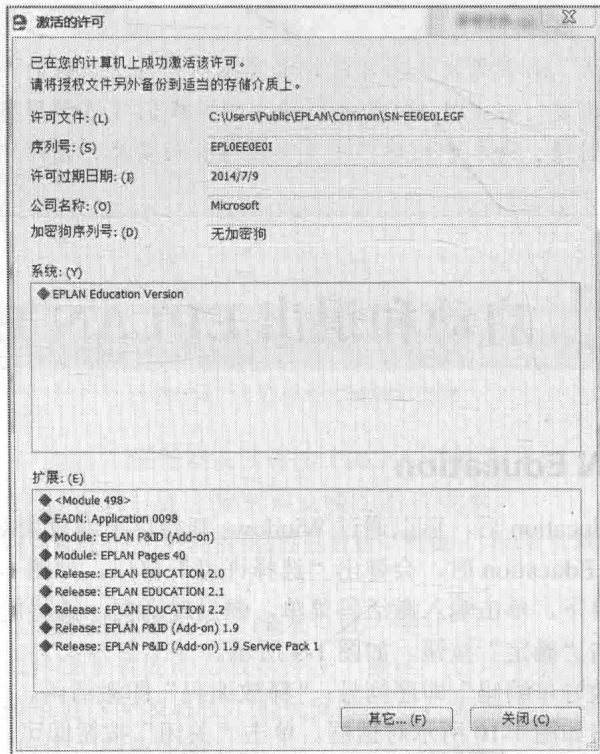 激活的许可
已在您的计算机上成功激活该许可。
请将授权文件另外备份到适当的存储介质上。
许可文件: (L) C:\Users\Public\EPLAN\Common\SN-EE0E0I.EGF
序列号: (S) EPL0EE0E0I
许可过期日期: (I) 2014/7/9
公司名称: (O) Microsoft
加密狗序列号: (D) 无加密狗
系统: (Y)
EPLAN Education Version
扩展: (E)
<Module 498>
EADN: Application 0098
Module: EPLAN P&ID (Add-on)
Module: EPLAN Pages 40
Release: EPLAN EDUCATION 2.0
Release: EPLAN EDUCATION 2.1
Release: EPLAN EDUCATION 2.2
Release: EPLAN P&ID (Add-on) 1.9
Release: EPLAN P&ID (Add-on) 1.9 Service Pack 1
其它... (F) 关闭 (C)